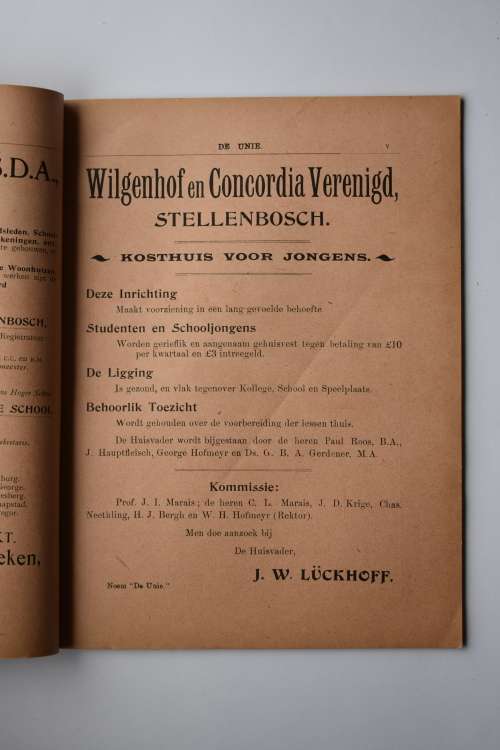 S.D.A.,
ENBOSCH,
Registrateur
E SCHOOL.
KT.
eken,
DE UNIE.
v
Wilgenhof en Concordia Verenigd,
STELLENBOSCH.
KOSTHUIS VOOR JONGENS.
Deze Inrichting
Maakt voorziening in een lang gevoelde behoefte
Studenten en Schooljongens
Worden gerieflik en aangenaam gehuisvest tegen betaling van £10
per kwartaal en £3 intreegeld.
De Ligging
Is gezond, en vlak tegenover Kollege, School en Speelplaats.
Behoorlik Toezicht
Wordt gehouden over de voorbereiding der lessen thuis.
De Huisvader wordt bijgestaan door de heren Paul Roos, B.A.,
J. Hauptfleisch, George Hofmeyr en Ds. G. B. A. Gerdener, M.A.
Kommissie:
Prof. J. I. Marais; de heren C. L. Marais, J. D. Krige, Chas.
Neethling, H. J. Bergh en W. H. Hofmeyr (Rektor).
Men doe aanzoek bij
De Huisvader,
J. W. LÜCKHOFF.
Noem "De Unie."